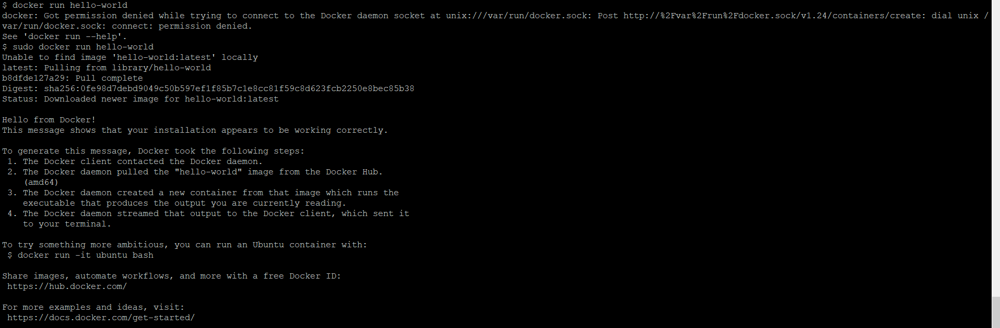 $ docker run hello-world
docker: Got permission denied while trying to connect to the Docker daemon socket at unix:///var/run/docker.sock: Post http://%2Fvar%2Frun%2Fdocker.sock/v1.24/containers/create: dial unix /
var/run/docker.sock: connect: permission denied.
See 'docker run --help'.
$ sudo docker run hello-world
Unable to find image 'hello-world:latest' locally
latest: Pulling from library/hello-world
b8dfde127a29: Pull complete
Digest: sha256:0fe98d7debd9049c50b597ef1f85b7c1e8cc81f59c8d623fcb2250e8bec85b38
Status: Downloaded newer image for hello-world:latest

Hello from Docker!
This message shows that your installation appears to be working correctly.

To generate this message, Docker took the following steps:
 1. The Docker client contacted the Docker daemon.
 2. The Docker daemon pulled the "hello-world" image from the Docker Hub.
    (amd64)
 3. The Docker daemon created a new container from that image which runs the
    executable that produces the output you are currently reading.
 4. The Docker daemon streamed that output to the Docker client, which sent it
    to your terminal.

To try something more ambitious, you can run an Ubuntu container with:
 $ docker run -it ubuntu bash

Share images, automate workflows, and more with a free Docker ID:
 https://hub.docker.com/

For more examples and ideas, visit:
 https://docs.docker.com/get-started/